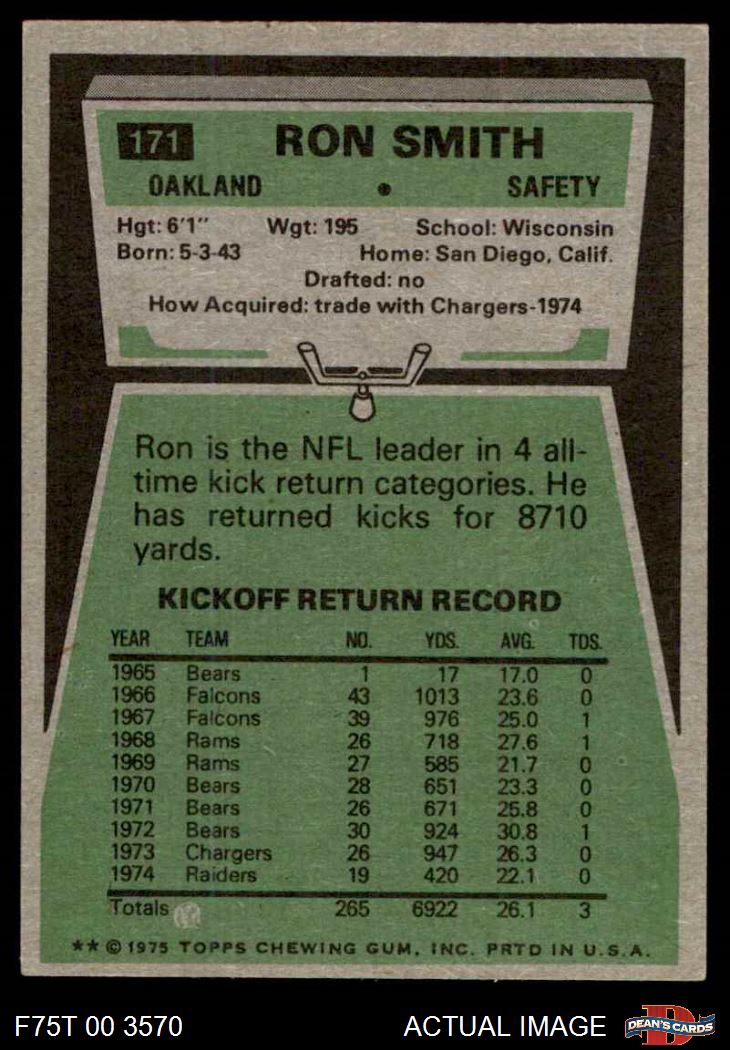 171 RON SMITH
OAKLAND • SAFETY
Hgt: 6'1" Wgt: 195 School: Wisconsin
Born: 5-3-43 Home: San Diego, Calif.
Drafted: no
How Acquired: trade with Chargers-1974
Ron is the NFL leader in 4 all-
time kick return categories. He
has returned kicks for 8710
yards.
KICKOFF RETURN RECORD
YEAR TEAM NO. YDS. AVG. TDS.
1965 Bears 1 17 17.0 0
1966 Falcons 43 1013 23.6 0
1967 Falcons 39 976 25.0 1
1968 Rams 26 718 27.6 1
1969 Rams 27 585 21.7 0
1970 Bears 28 651 23.3 0
1971 Bears 26 671 25.8 0
1972 Bears 30 924 30.8 1
1973 Chargers 26 947 26.3 0
1974 Raiders 19 420 22.1 0
Totals 265 6922 26.1 3
** © 1975 TOPPS CHEWING GUM, INC. PRTD IN U.S.A.
F75T 00 3570 ACTUAL IMAGE D DEAN'S CARDS